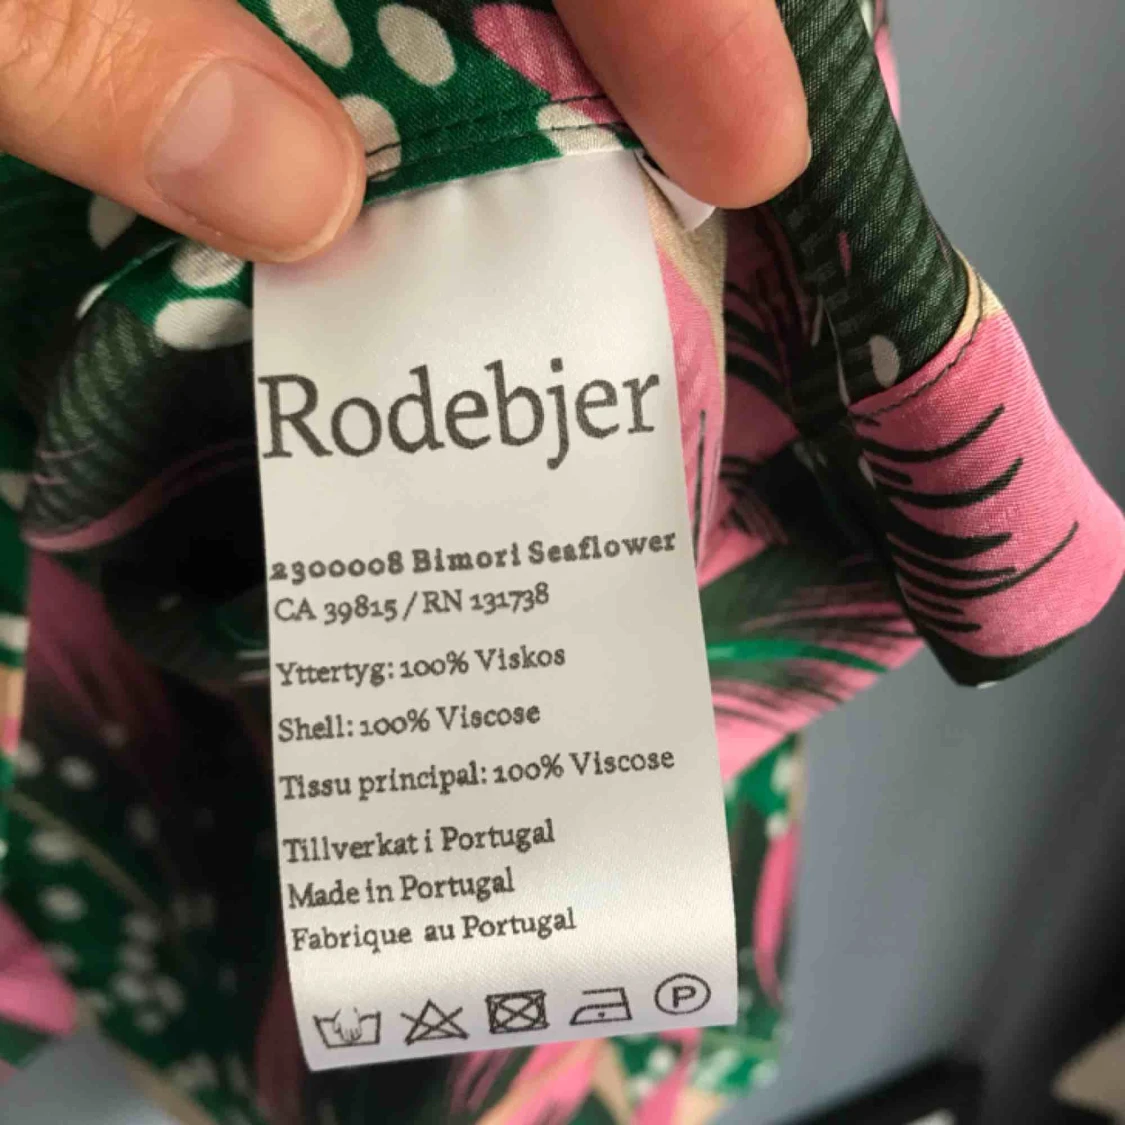 Rodebjer
2300008 Bimori Seaflower
CA 39815 / RN 131738
Yttertyg: 100% Viskos
Shell: 100% Viscose
Tissu principal: 100% Viscose
Tillverkat i Portugal
Made in Portugal
Fabrique au Portugal
P